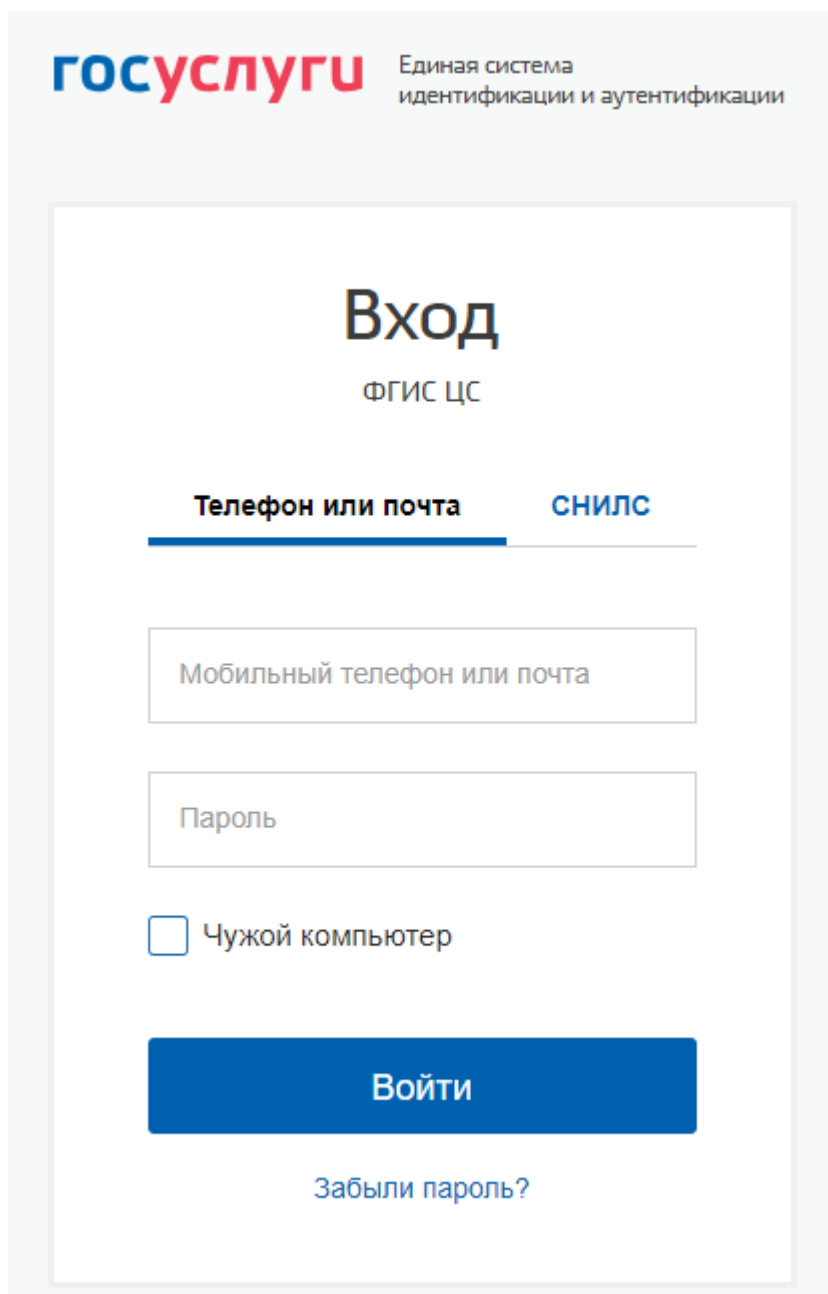 госуслуги
Единая система
идентификации и аутентификации
Вход
ФГИС ЦС
Телефон или почта
СНИЛС
Мобильный телефон или почта
Пароль
Чужой компьютер
Войти
Забыли пароль?